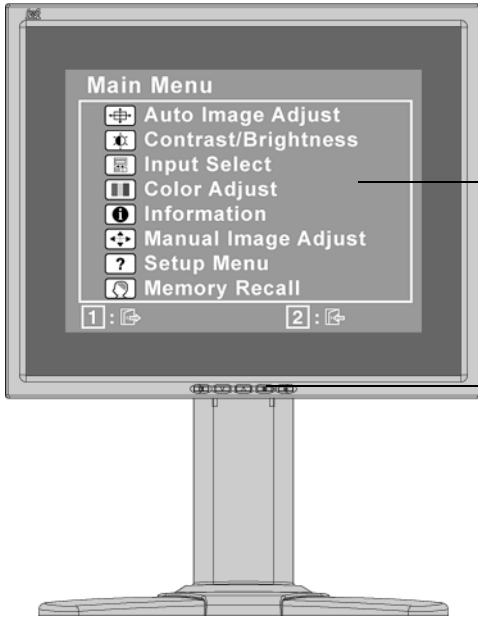 Main Menu
Auto Image Adjust
Contrast/Brightness
Input Select
Color Adjust
Information
Manual Image Adjust
? Setup Menu
Memory Recall
1 : 2 :